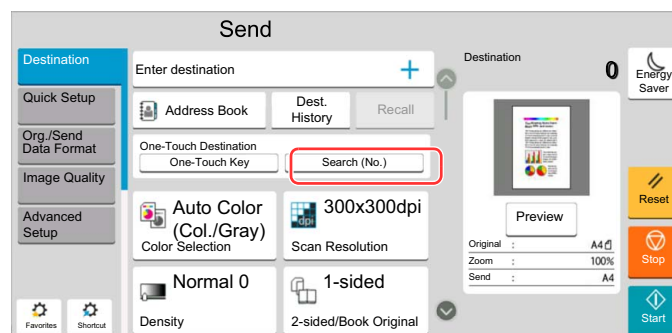 Send
Destination
Quick Setup
Org./Send
Data Format
Image Quality
Advanced
Setup
Favorites
Shortcut
Enter destination
Address Book
Dest.
History
Recall
One-Touch Destination
One-Touch Key
Search (No.)
Auto Color
(Col./Gray)
Color Selection
300x300dpi
dpi
Scan Resolution
Normal 0
Density
1-sided
2-sided/Book Original
Destination
0
Preview
Original : A4
Zoom : 100%
Send : A4
Energy
Saver
Reset
Stop
Start